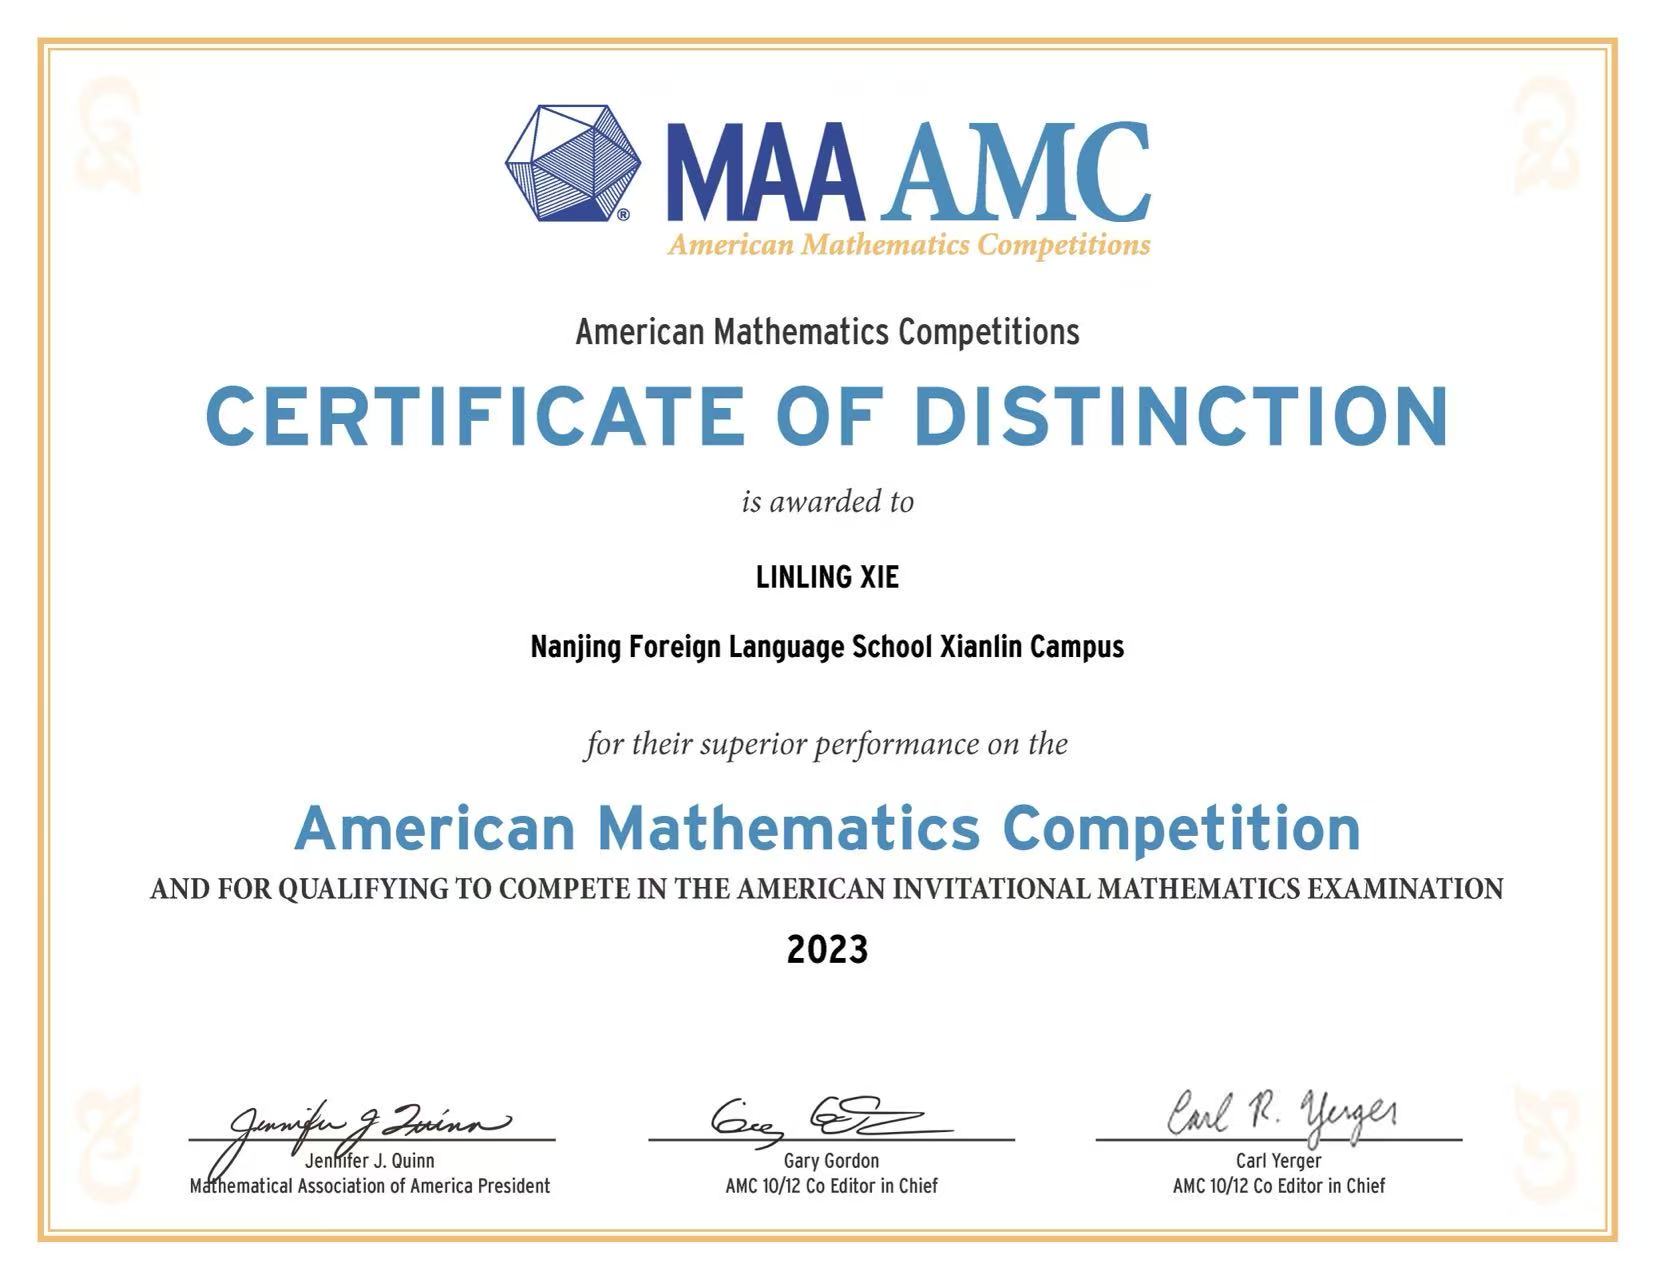 MAA AMC
American Mathematics Competitions
American Mathematics Competitions
CERTIFICATE OF DISTINCTION
is awarded to
LINLING XIE
Nanjing Foreign Language School Xianlin Campus
for their superior performance on the
American Mathematics Competition
AND FOR QUALIFYING TO COMPETE IN THE AMERICAN INVITATIONAL MATHEMATICS EXAMINATION
2023
Jennifer J Quinn
Jennifer J. Quinn
Mathematical Association of America President
Gary Gordon
AMC 10/12 Co Editor in Chief
Carl R. Yerger
Carl Yerger
AMC 10/12 Co Editor in Chief